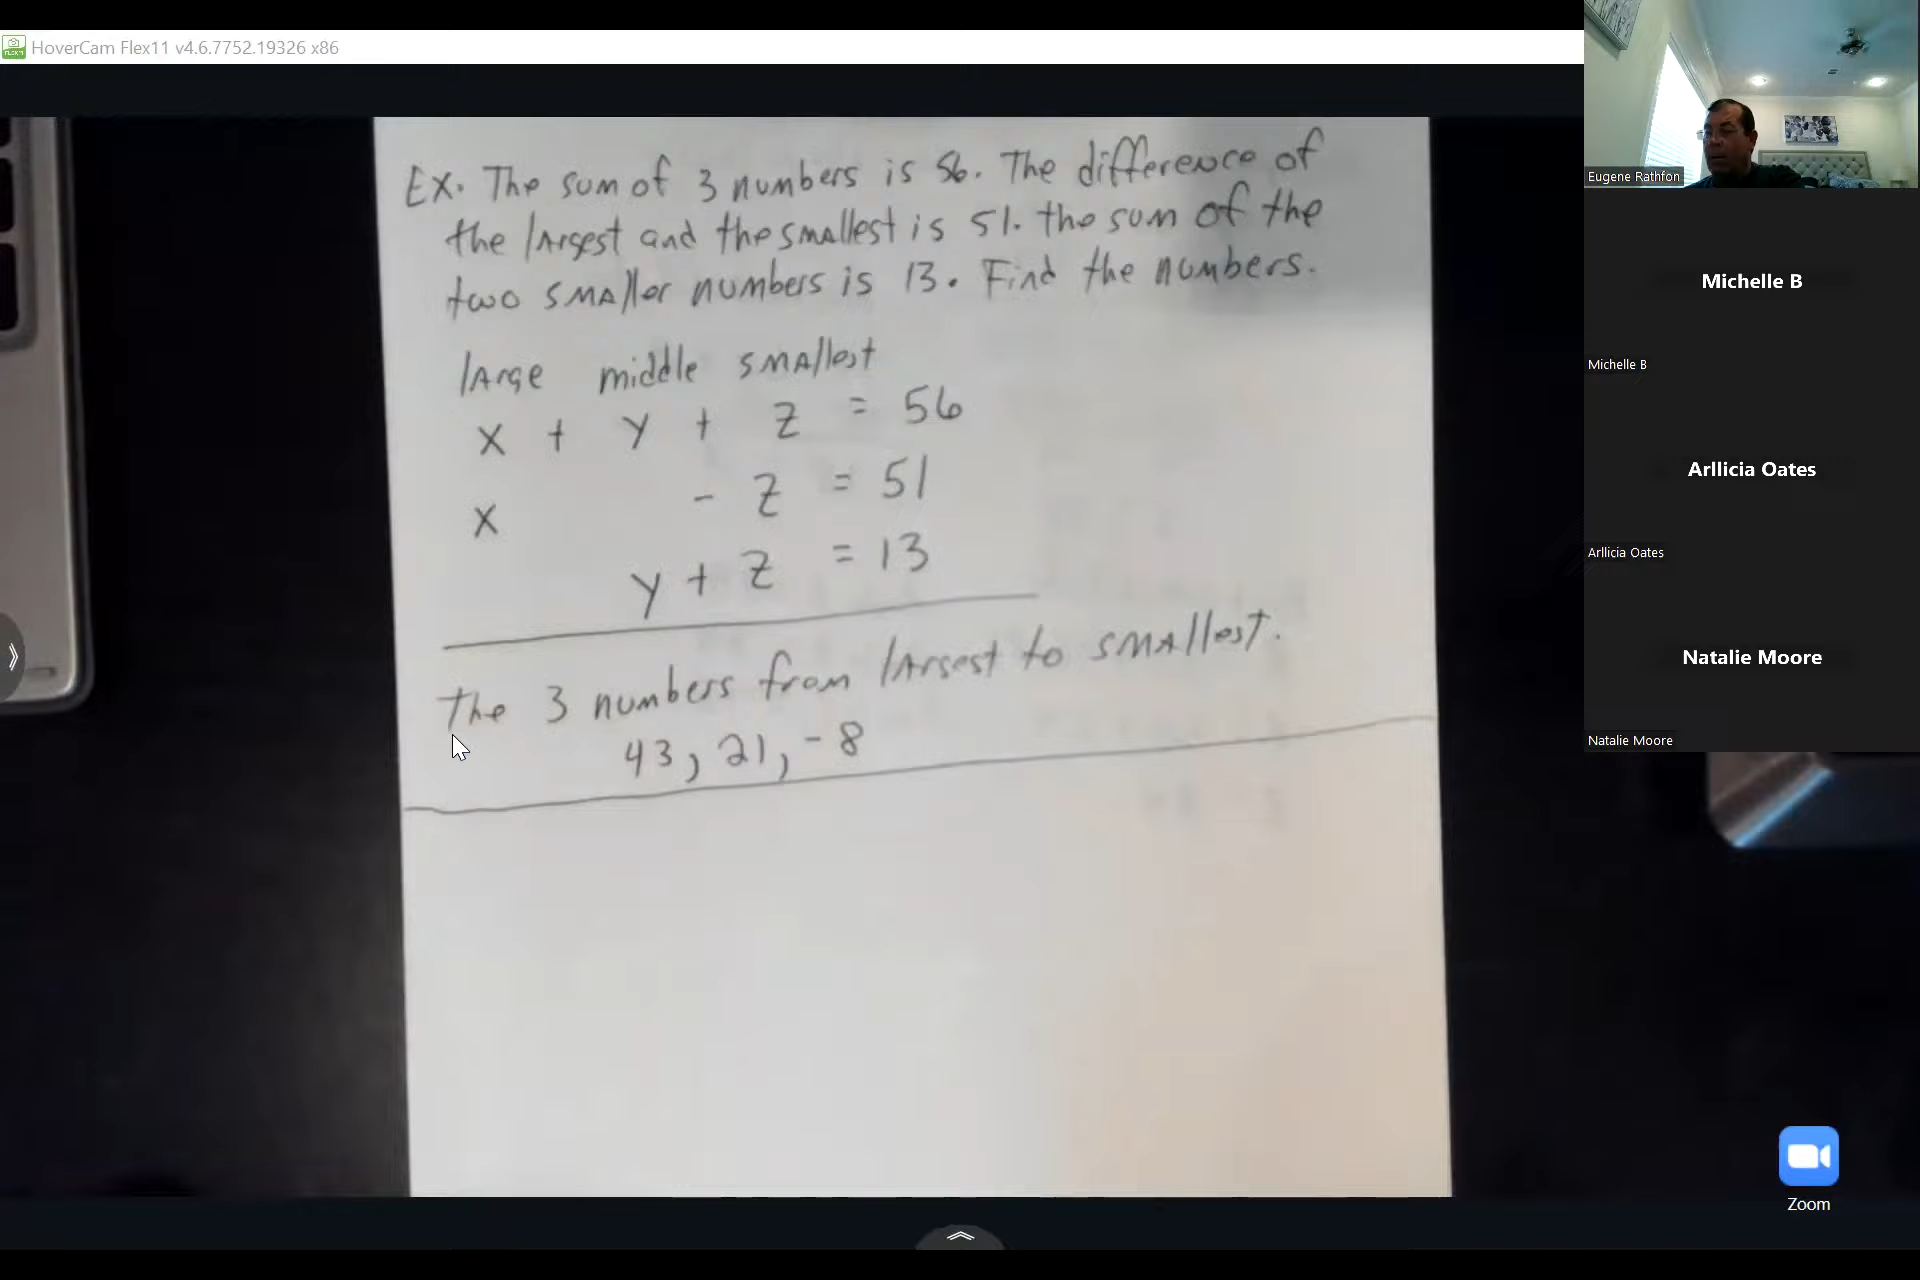 HoverCam Flex11 v4.6.7752.19326 x86
Ex. The sum of 3 numbers is 56. The difference of
the largest and the smallest is 51. the sum of the
two smaller numbers is 13. Find the numbers.
large middle smallest
x + y + z = 56
x - z = 51
y + z = 13
the 3 numbers from largest to smallest.
43, 21, -8
Eugene Rathfon
Michelle B
Michelle B
Arllicia Oates
Arllicia Oates
Natalie Moore
Natalie Moore
Zoom